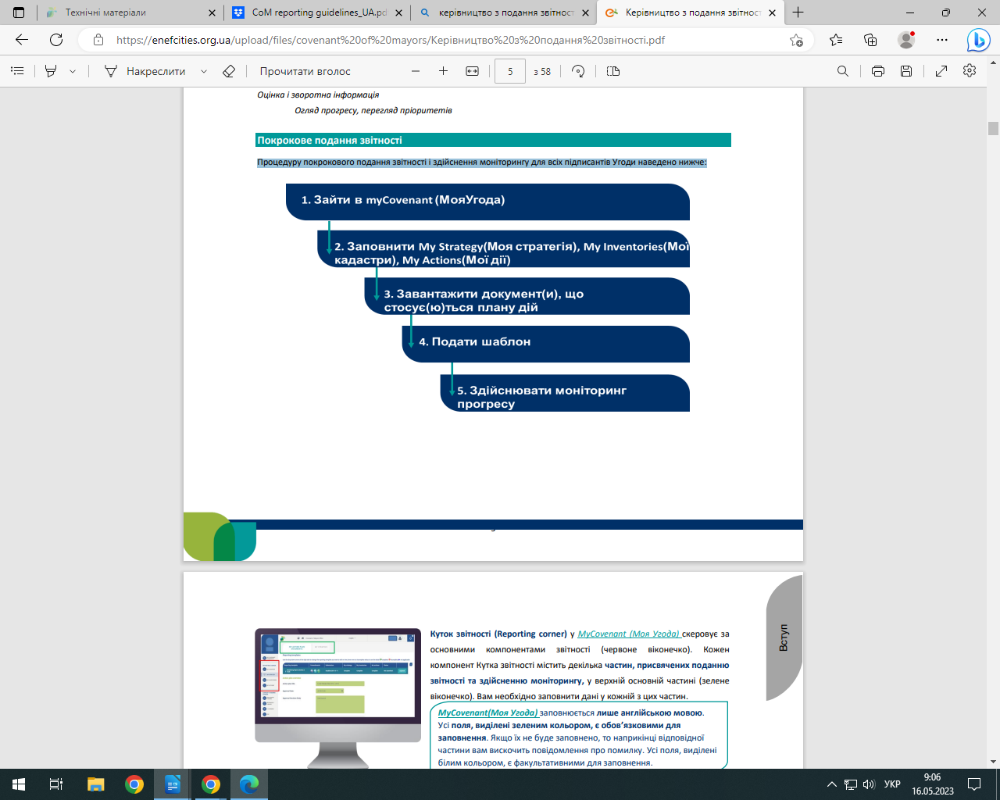 Технічні матеріали
CoM reporting guidelines_UA.pd
керівництво з подання звітност
Керівництво з подання звітност
https://enefcities.org.ua/upload/files/covenant%20of%20mayors/Керівництво%20з%20подання%20звітності.pdf
Накреслити
Прочитати вголос
5
з 58
Оцінка і зворотна інформація
Огляд прогресу, перегляд пріоритетів
Покрокове подання звітності
Процедуру покрокового подання звітності і здійснення моніторингу для всіх підписантів Угоди наведено нижче:
1. Зайти в myCovenant (МояУгода)
2. Заповнити My Strategy(Моя стратегія), My Inventories(Мої
кадастри), My Actions(Мої дії)
3. Завантажити документ(и), що
стосує(ю)ться плану дій
4. Подати шаблон
5. Здійснювати моніторинг
прогресу
Вступ
Куток звітності (Reporting corner) у MyCovenant (Моя Угода) скеровує за
основними компонентами звітності (червоне віконечко). Кожен
компонент Кутка звітності містить декілька частин, присвячених поданню
звітності та здійсненню моніторингу, у верхній основній частині (зелене
віконечко). Вам необхідно заповнити дані у кожній з цих частин.
MyCovenant(Моя Угода) заповнюється лише англійською мовою.
Усі поля, виділені зеленим кольором, є обов’язковими для
заповнення. Якщо їх не буде заповнено, то наприкінці відповідної
частини вам вискочить повідомлення про помилку. Усі поля, виділені
білим кольором, є факультативними для заповнення.
УКР
9:06
16.05.2023